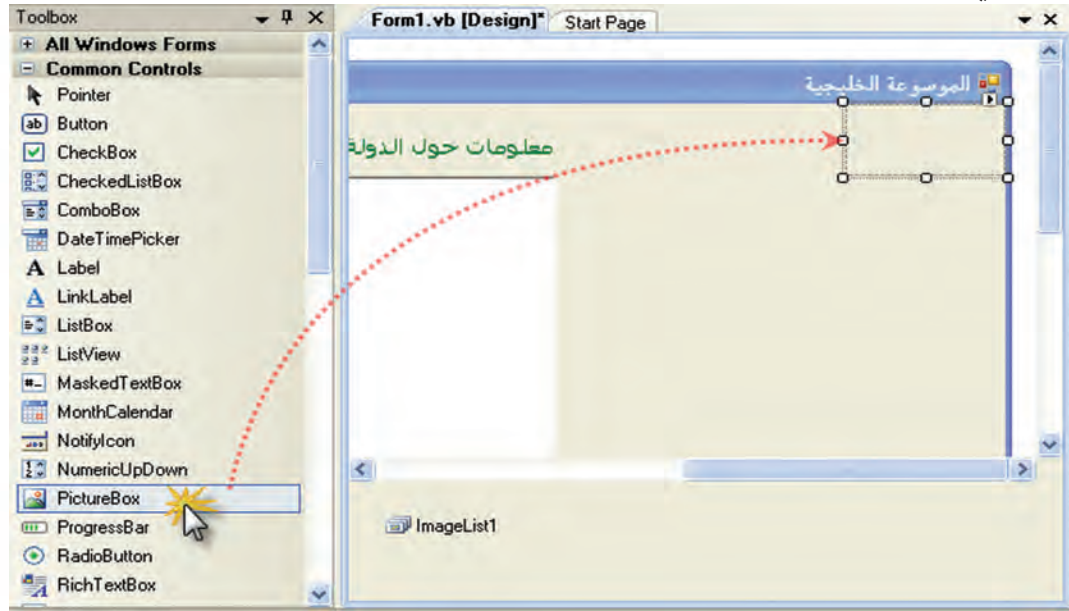 Toolbox
All Windows Forms
Common Controls
Pointer
Button
CheckBox
CheckedListBox
ComboBox
DateTimePicker
Label
LinkLabel
ListBox
ListView
MaskedTextBox
MonthCalendar
NotifyIcon
NumericUpDown
PictureBox
ProgressBar
RadioButton
RichTextBox
Form1.vb [Design]* Start Page
الموسوعة الخليجية
معلومات حول الدولة
ImageList1